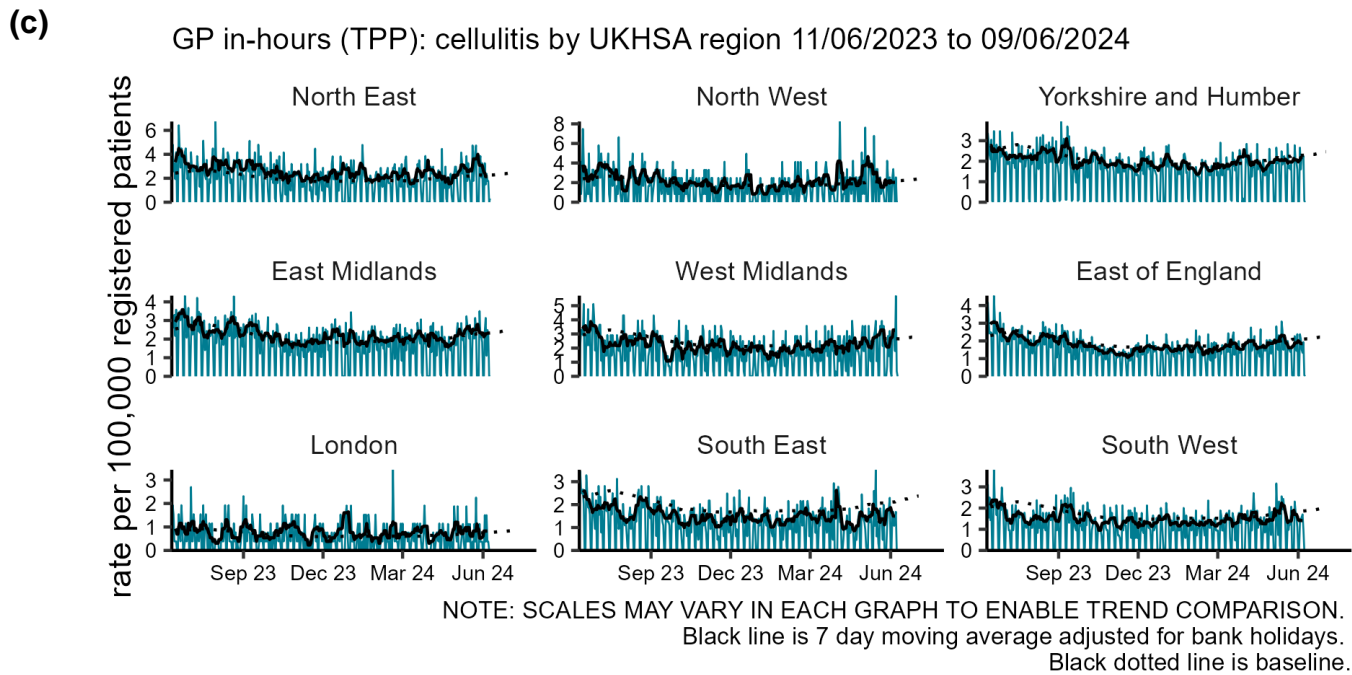 (c)
GP in-hours (TPP): cellulitis by UKHSA region 11/06/2023 to 09/06/2024
rate per 100,000 registered patients
North East
6
4
2
0
North West
8
6
4
2
0
Yorkshire and Humber
3
2
1
0
East Midlands
4
3
2
1
0
West Midlands
5
4
3
2
1
0
East of England
4
3
2
1
0
London
3
2
1
0
Sep 23 Dec 23 Mar 24 Jun 24
South East
3
2
1
0
Sep 23 Dec 23 Mar 24 Jun 24
South West
3
2
1
0
Sep 23 Dec 23 Mar 24 Jun 24
NOTE: SCALES MAY VARY IN EACH GRAPH TO ENABLE TREND COMPARISON.
Black line is 7 day moving average adjusted for bank holidays.
Black dotted line is baseline.